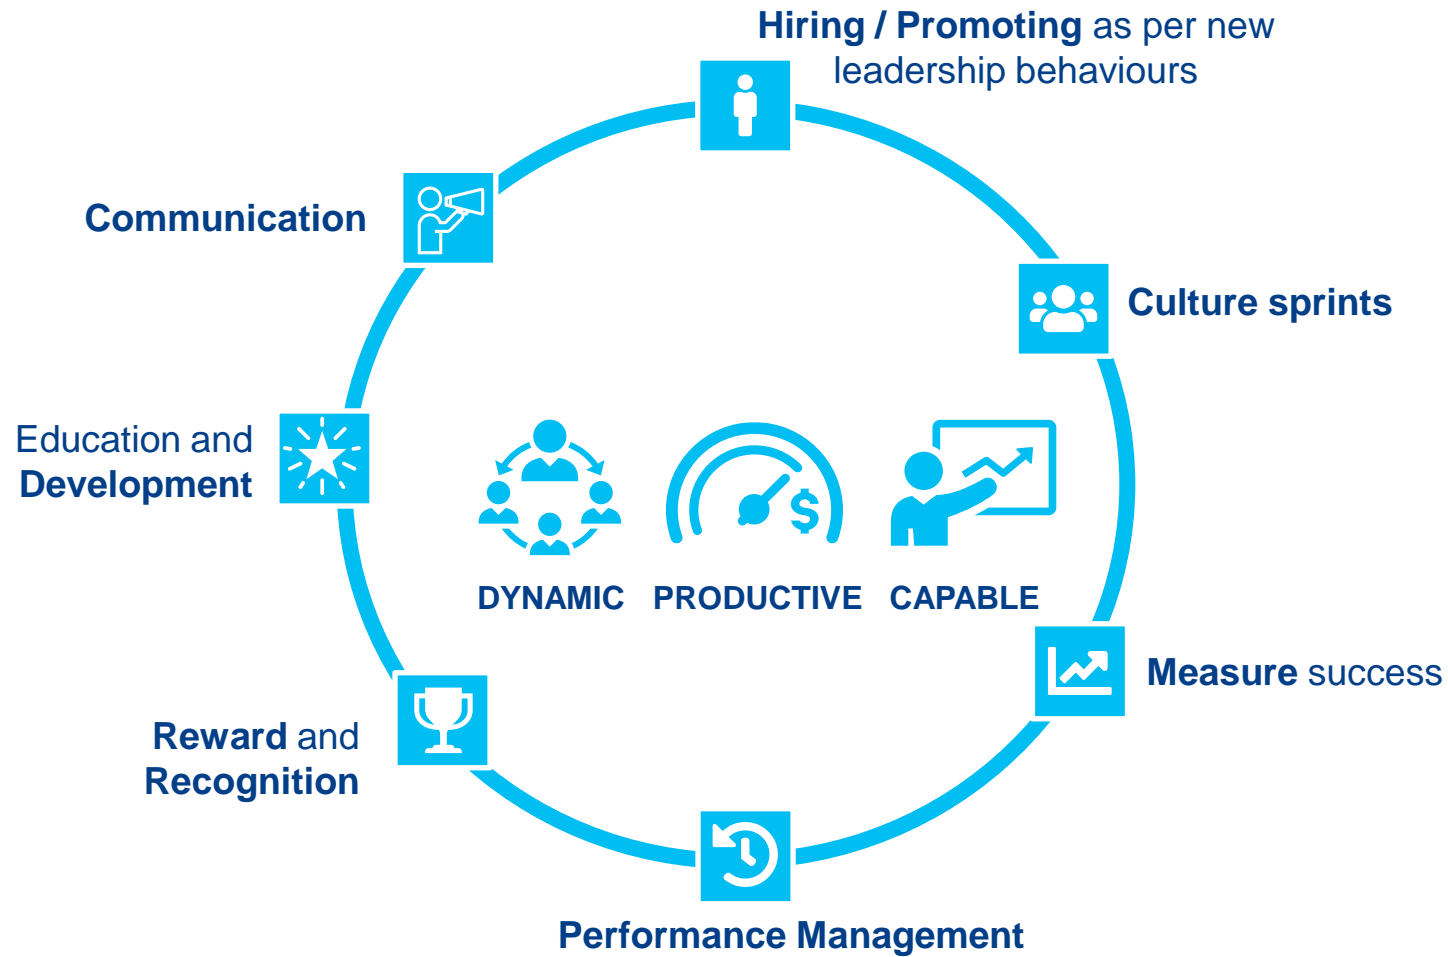 Hiring / Promoting as per new
leadership behaviours
Communication
Culture sprints
Education and
Development
$
DYNAMIC PRODUCTIVE CAPABLE
Measure success
Reward and
Recognition
Performance Management